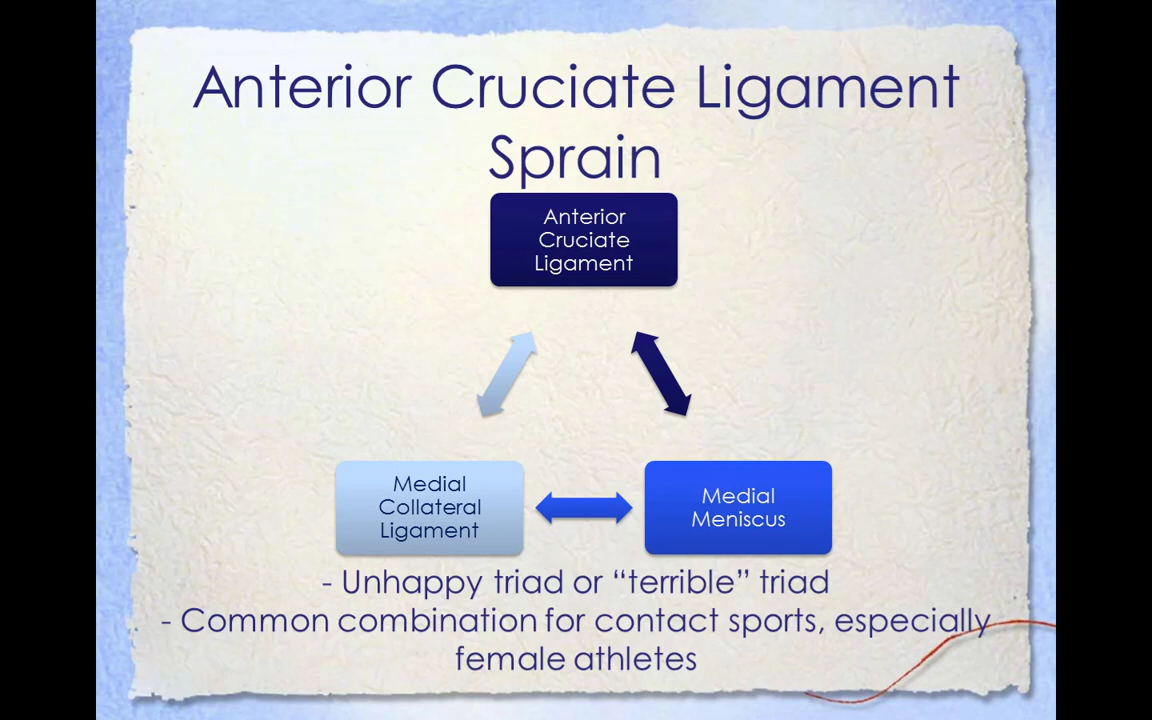 Anterior Cruciate Ligament
Sprain
Anterior
Cruciate
Ligament
Medial
Collateral
Ligament
Medial
Meniscus
- Unhappy triad or “terrible” triad
- Common combination for contact sports, especially
female athletes